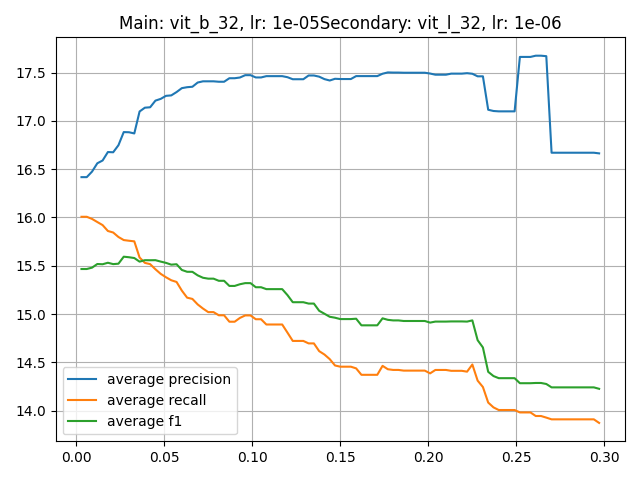 Main: vit_b_32, lr: 1e-05Secondary: vit_l_32, lr: 1e-06
17.5
17.0
16.5
16.0
15.5
15.0
14.5
14.0
average precision
average recall
average f1
0.00 0.05 0.10 0.15 0.20 0.25 0.30